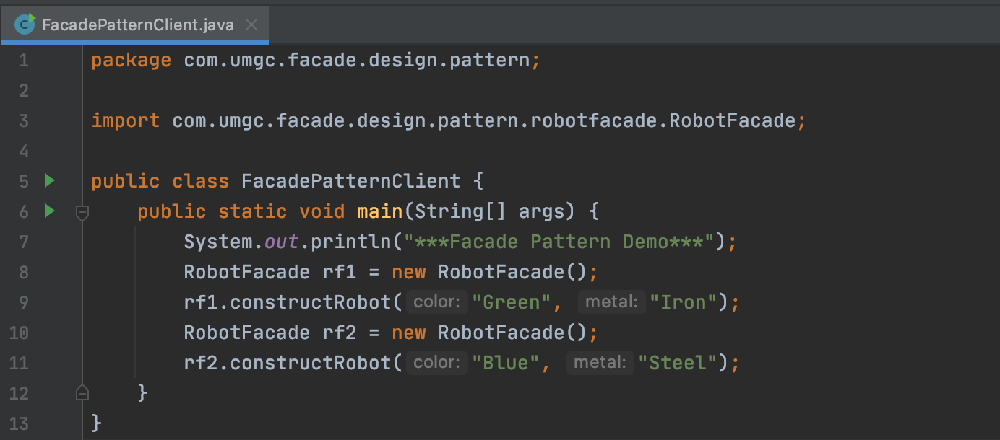 FacadePatternClient.java
1 package com.umgc.facade.design.pattern;
2
3 import com.umgc.facade.design.pattern.robotfacade.RobotFacade;
4
5 public class FacadePatternClient {
6 public static void main(String[] args) {
7 System.out.println("***Facade Pattern Demo***");
8 RobotFacade rf1 = new RobotFacade();
9 rf1.constructRobot( color: "Green", metal: "Iron");
10 RobotFacade rf2 = new RobotFacade();
11 rf2.constructRobot( color: "Blue", metal: "Steel");
12 }
13 }